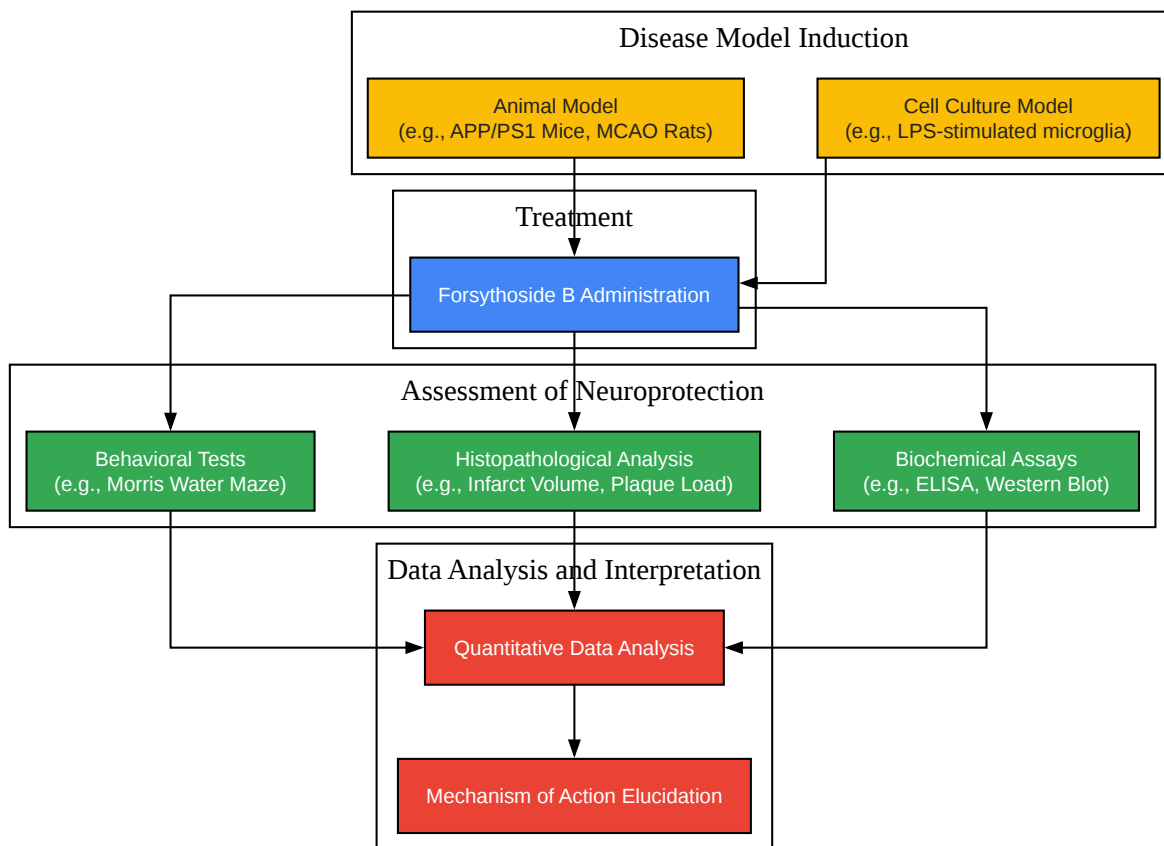 Disease Model Induction
Animal Model
(e.g., APP/PS1 Mice, MCAO Rats)
Cell Culture Model
(e.g., LPS-stimulated microglia)
Treatment
Forsythoside B Administration
Assessment of Neuroprotection
Behavioral Tests
(e.g., Morris Water Maze)
Histopathological Analysis
(e.g., Infarct Volume, Plaque Load)
Biochemical Assays
(e.g., ELISA, Western Blot)
Data Analysis and Interpretation
Quantitative Data Analysis
Mechanism of Action Elucidation